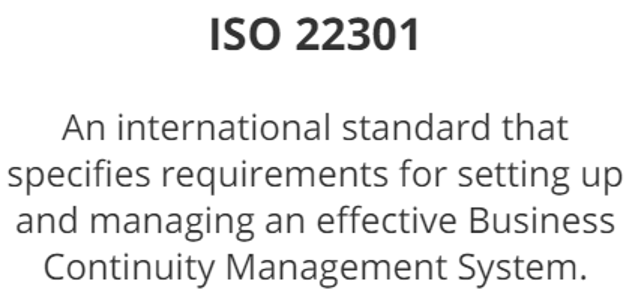 ISO 22301
An international standard that
specifies requirements for setting up
and managing an effective Business
Continuity Management System.